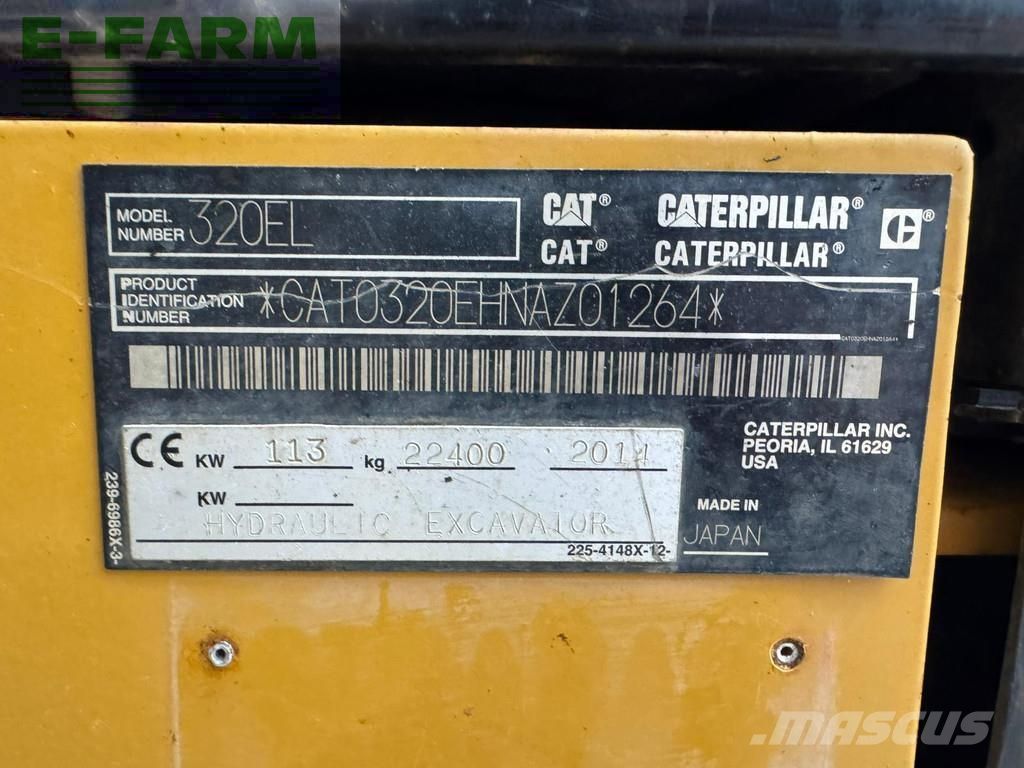 E-FARM
MODEL NUMBER 320EL
CAT® CATERPILLAR® C®
CAT® CATERPILLAR®
PRODUCT IDENTIFICATION NUMBER *CAT0320EHNAZ01264*
*CAT0320EHNAZ01264*
CATERPILLAR INC.
PEORIA, IL 61629
USA
CE KW 113 kg 22400 2014
KW
HYDRAULIC EXCAVATOR
225-4148X-12-
239-6986X-3-
MADE IN
JAPAN
mascus